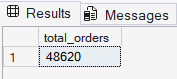 Results Messages
total_orders
1 48620